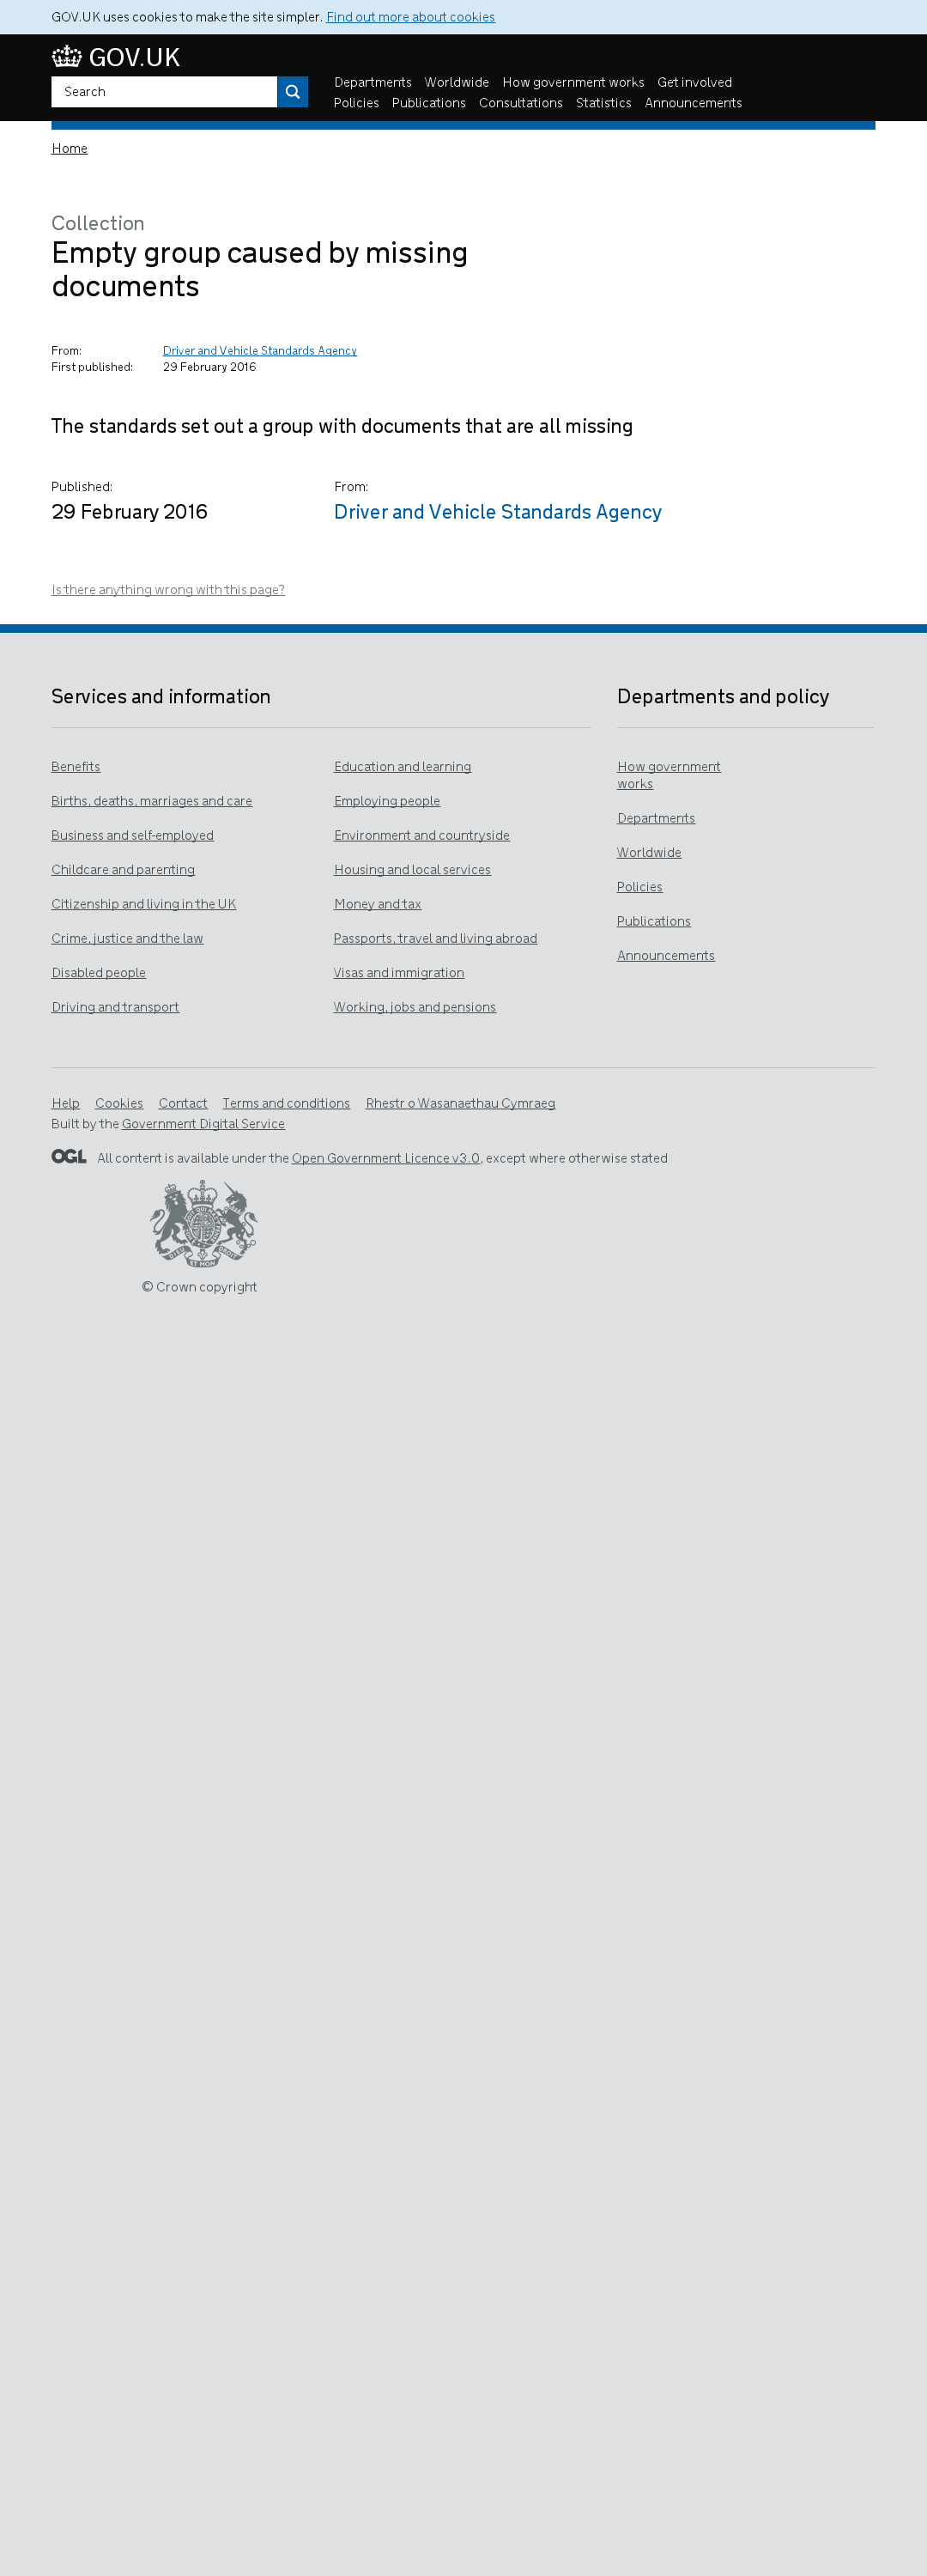 GOV.UK uses cookies to make the site simpler. Find out more about cookies
GOV.UK
Search
Departments Worldwide How government works Get involved
Policies Publications Consultations Statistics Announcements
Home
Collection
Empty group caused by missing
documents
From: Driver and Vehicle Standards Agency
First published: 29 February 2016
The standards set out a group with documents that are all missing
Published:
29 February 2016
From:
Driver and Vehicle Standards Agency
Is there anything wrong with this page?
Services and information
Benefits
Births, deaths, marriages and care
Business and self-employed
Childcare and parenting
Citizenship and living in the UK
Crime, justice and the law
Disabled people
Driving and transport
Education and learning
Employing people
Environment and countryside
Housing and local services
Money and tax
Passports, travel and living abroad
Visas and immigration
Working, jobs and pensions
Departments and policy
How government
works
Departments
Worldwide
Policies
Publications
Announcements
Help Cookies Contact Terms and conditions Rhestr o Wasanaethau Cymraeg
Built by the Government Digital Service
OGL All content is available under the Open Government Licence v3.0, except where otherwise stated
© Crown copyright